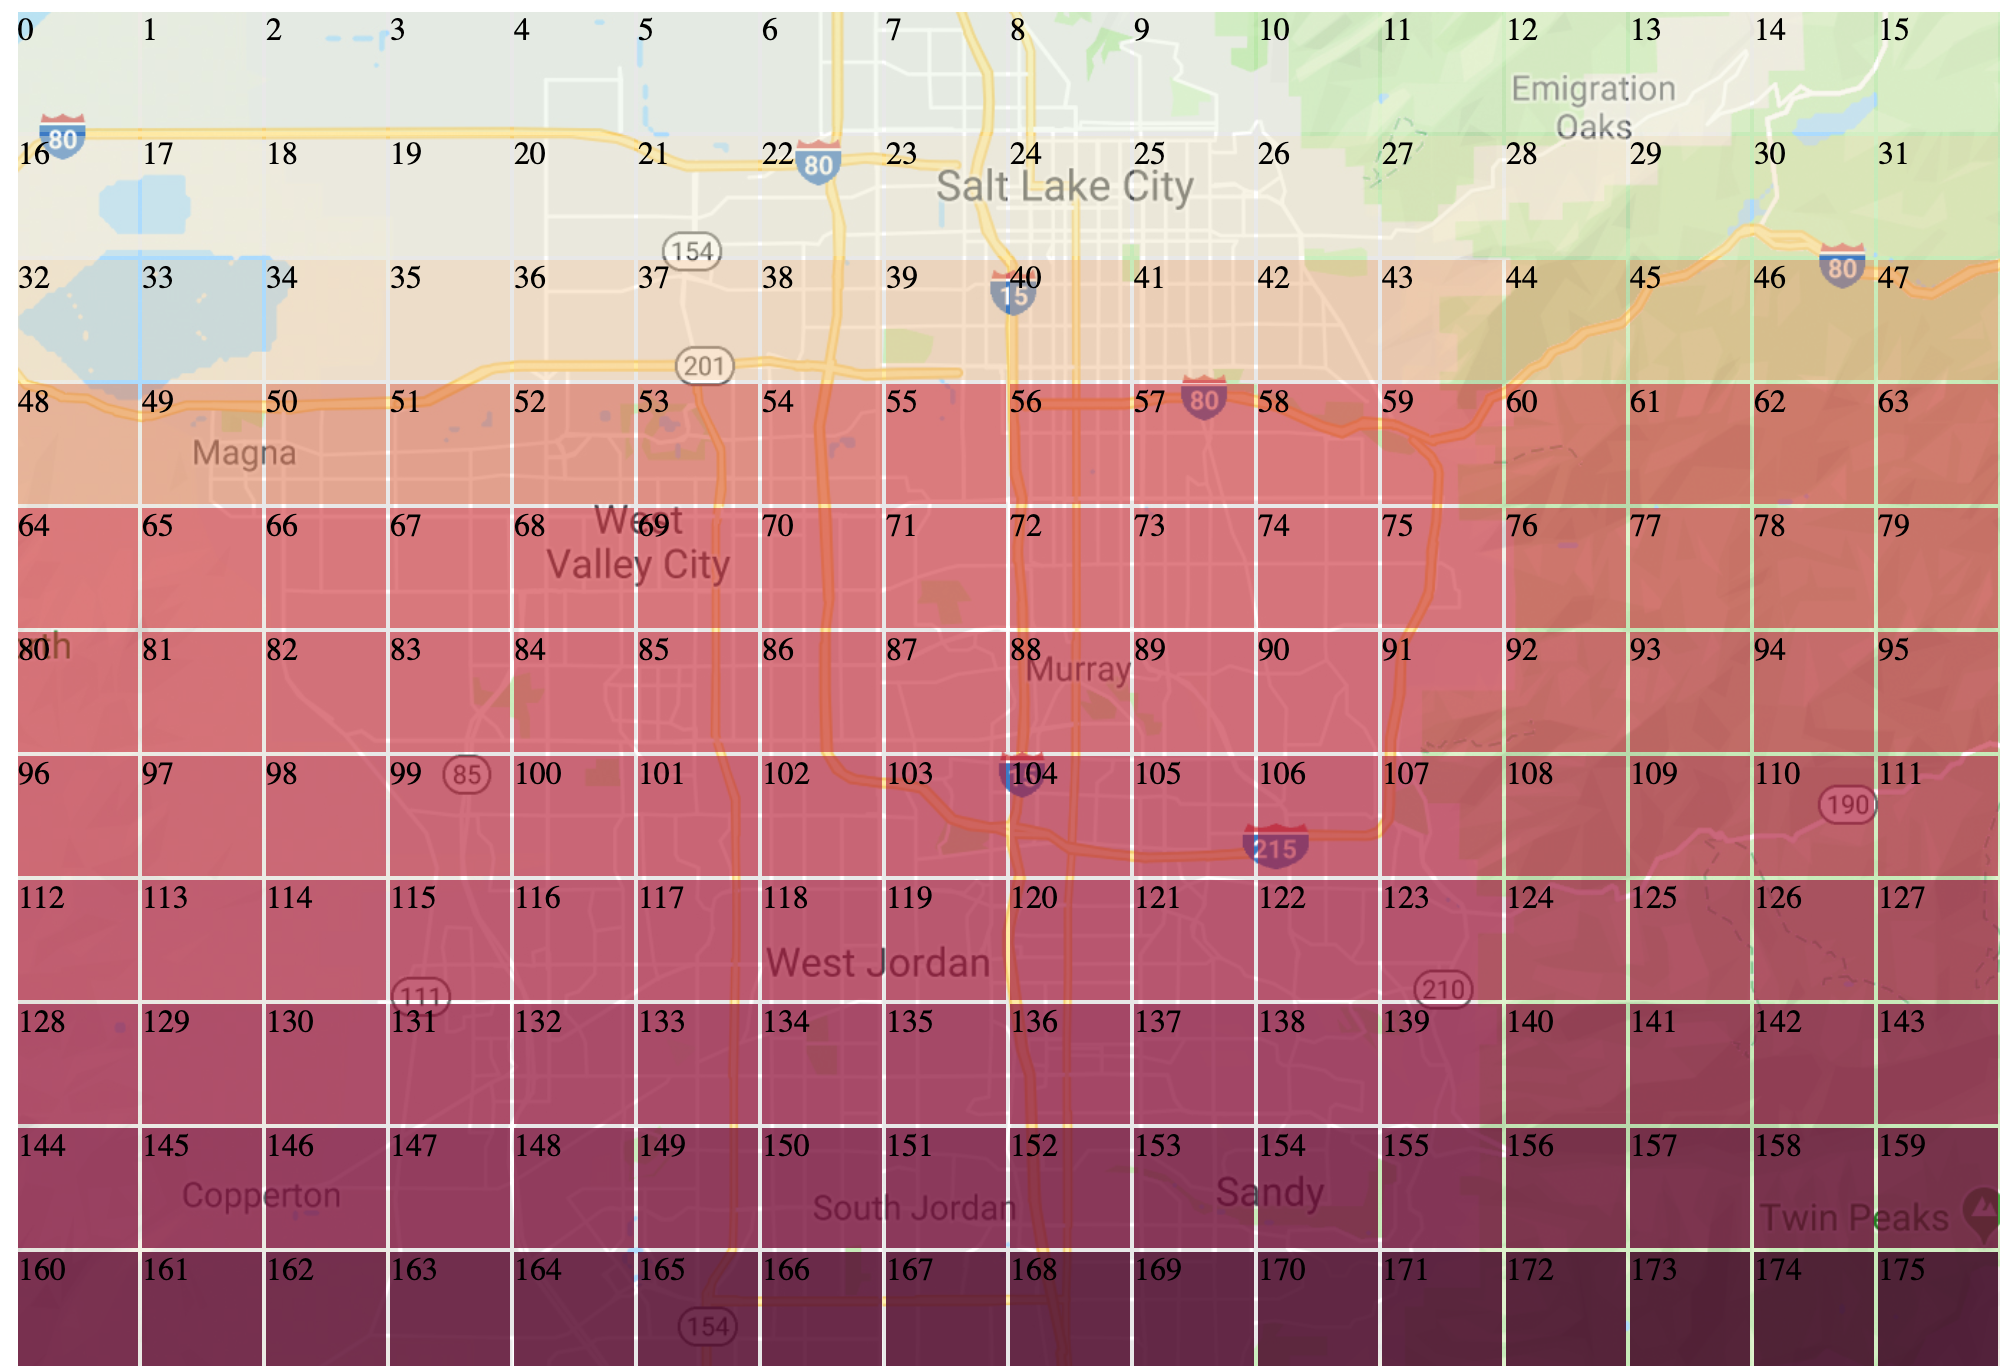 0 1 2 3 4 5 6 7 8 9 10 11 12 13 14 15
Emigration
Oaks
80
16 17 18 19 20 21 22 80 23 24 25 26 27 28 29 30 31
Salt Lake City
154
32 33 34 35 36 37 38 39 40 41 42 43 44 45 46 80 47
15
201
48 49 50 51 52 53 54 55 56 57 80 58 59 60 61 62 63
Magna
64 65 66 67 68 69 70 71 72 73 74 75 76 77 78 79
West
Valley City
80 81 82 83 84 85 86 87 88 89 90 91 92 93 94 95
Murray
96 97 98 99 85 100 101 102 103 104 105 106 107 108 109 110 111
190
215
112 113 114 115 116 117 118 119 120 121 122 123 124 125 126 127
West Jordan
111
210
128 129 130 131 132 133 134 135 136 137 138 139 140 141 142 143
144 145 146 147 148 149 150 151 152 153 154 155 156 157 158 159
Copperton
Sandy
South Jordan
Twin Peaks
160 161 162 163 164 165 166 167 168 169 170 171 172 173 174 175
154